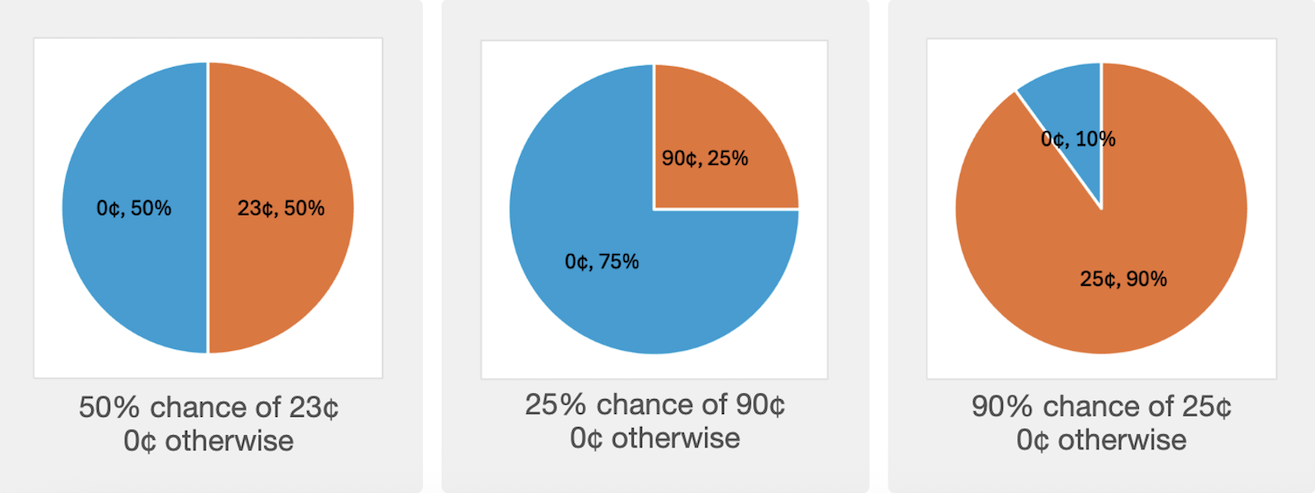 0¢, 50%
23¢, 50%
50% chance of 23¢
0¢ otherwise
90¢, 25%
0¢, 75%
25% chance of 90¢
0¢ otherwise
0¢, 10%
25¢, 90%
90% chance of 25¢
0¢ otherwise